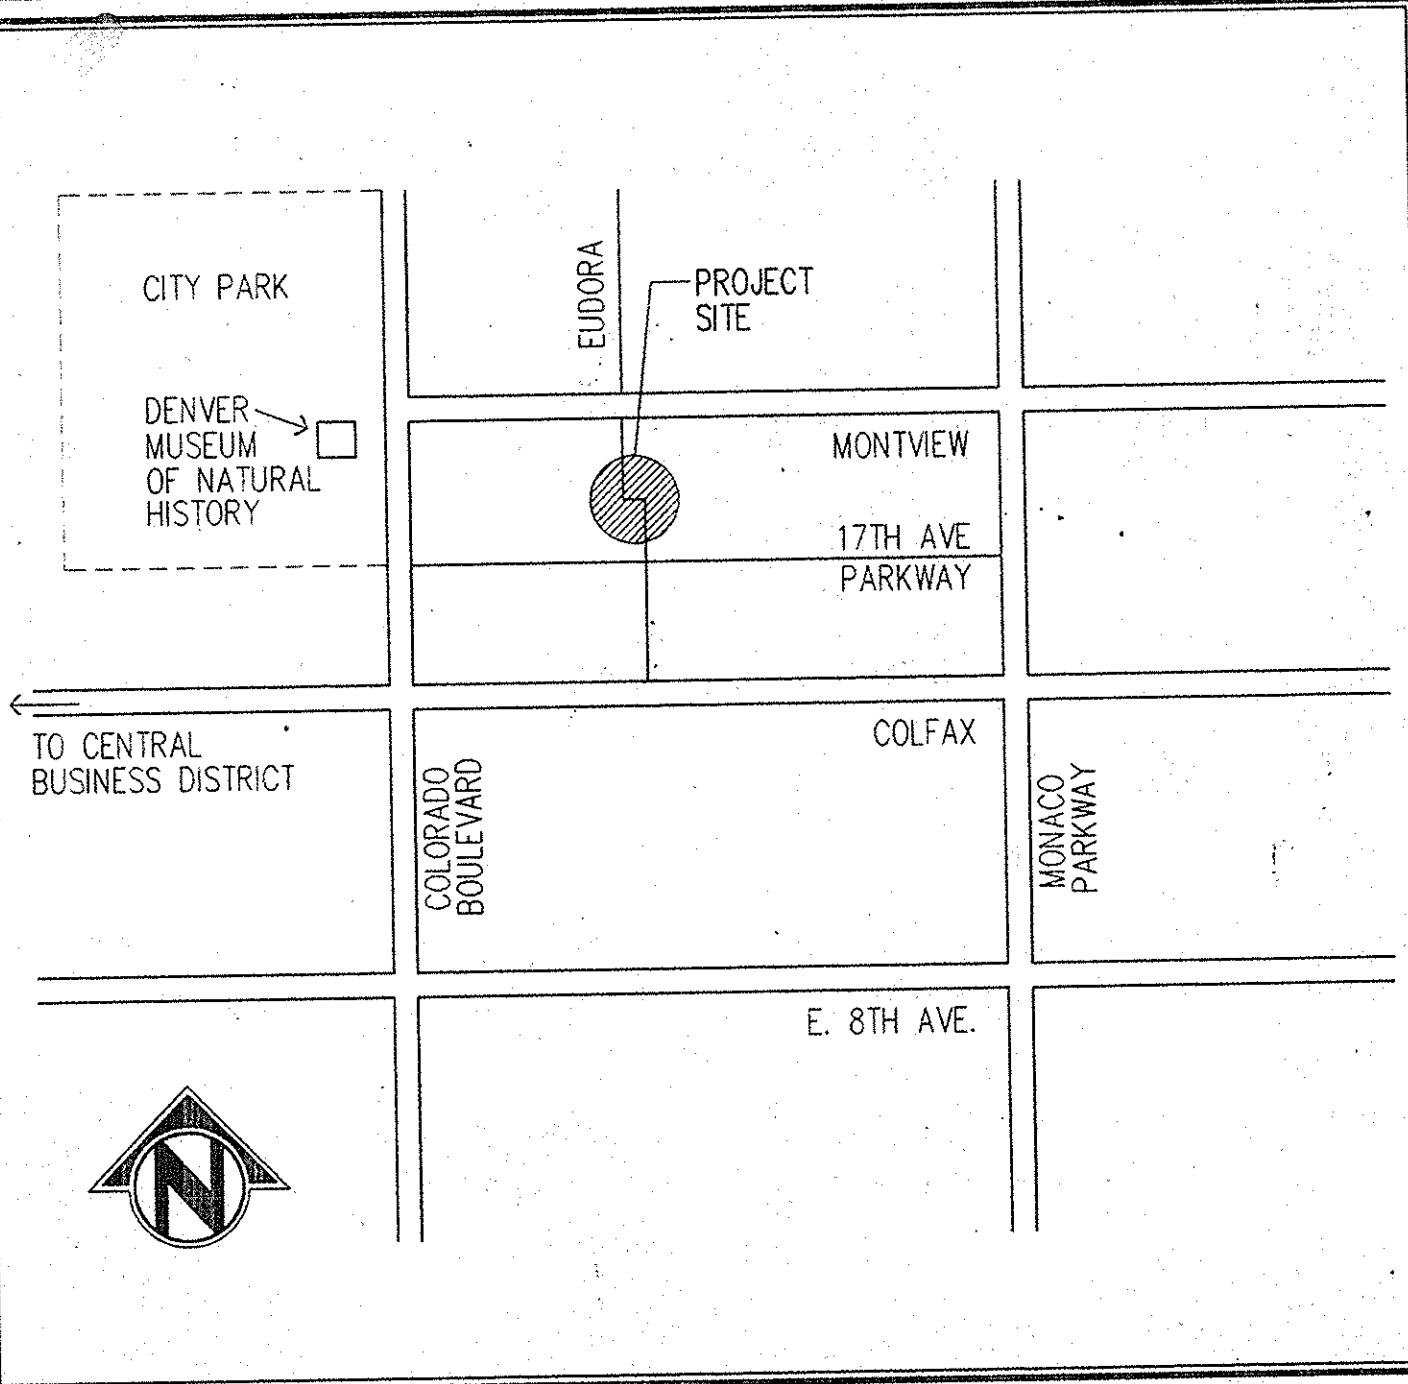 CITY PARK
EUDORA
PROJECT
SITE
DENVER
MUSEUM
OF NATURAL
HISTORY
MONTVIEW
17TH AVE
PARKWAY
TO CENTRAL
BUSINESS DISTRICT
COLFAX
COLORADO
BOULEVARD
MONACO
PARKWAY
E. 8TH AVE.
N